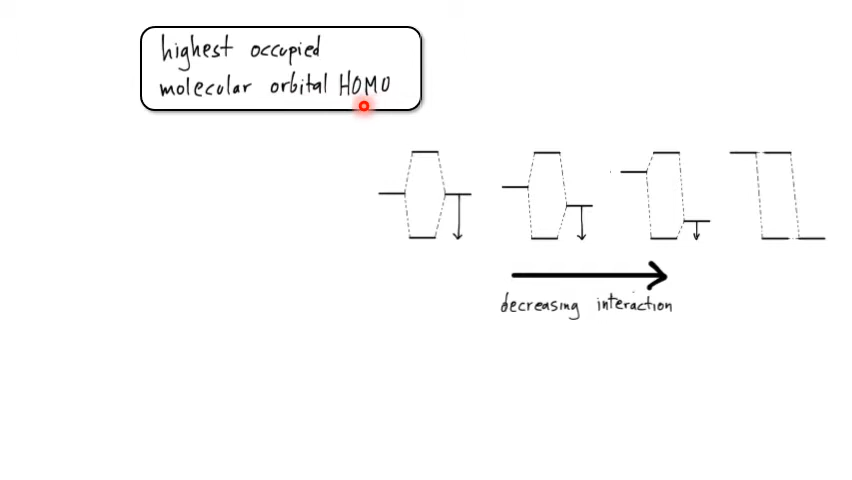 highest occupied
molecular orbital HOMO
decreasing interaction